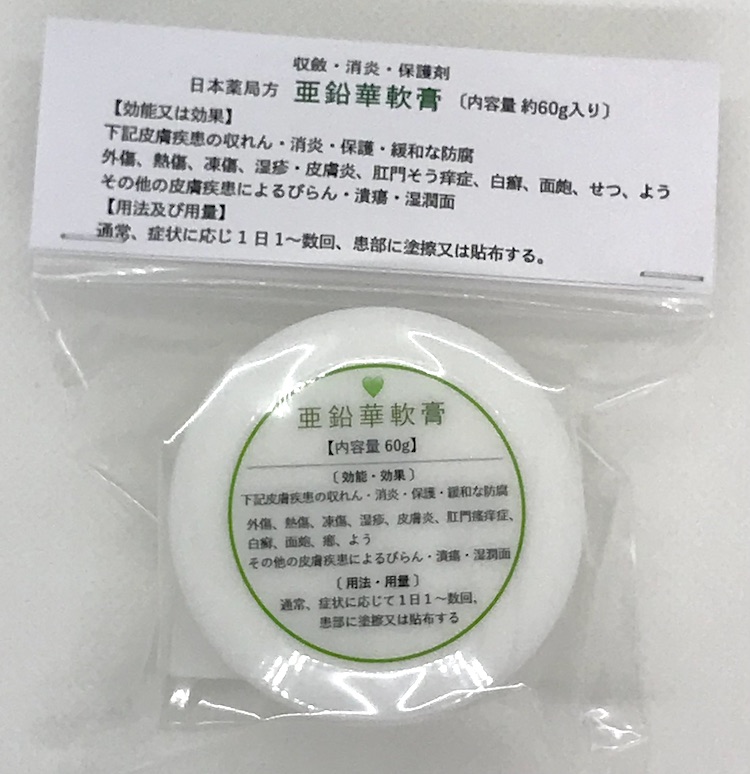 収斂・消炎・保護剤
日本薬局方 亜鉛華軟膏 〔内容量 約60g入り〕
【効能又は効果】
下記皮膚疾患の収れん・消炎・保護・緩和な防腐
外傷、熱傷、凍傷、湿疹・皮膚炎、肛門そう痒症、白癬、面皰、せつ、よう
その他の皮膚疾患によるびらん・潰瘍・湿潤面
【用法及び用量】
通常、症状に応じ1日1〜数回、患部に塗擦又は貼布する。
亜鉛華軟膏
【内容量 60g】
〔効能・効果〕
下記皮膚疾患の収れん・消炎・保護・緩和な防腐
外傷、熱傷、凍傷、湿疹、皮膚炎、肛門瘙痒症、
白癬、面皰、癤、よう
その他の皮膚疾患によるびらん・潰瘍・湿潤面
〔用法・用量〕
通常、症状に応じて1日1〜数回、
患部に塗擦又は貼布する